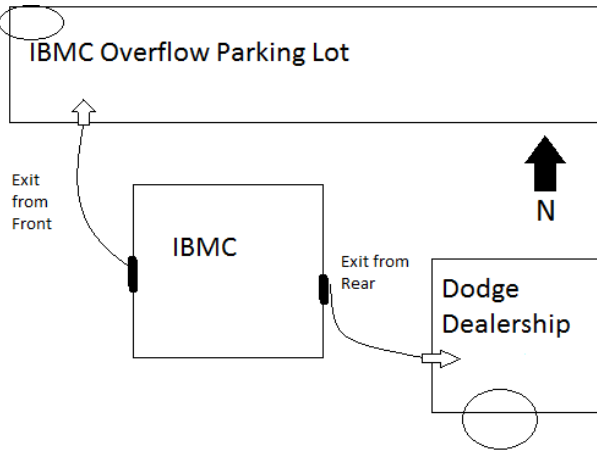 IBMC Overflow Parking Lot
Exit
from
Front
N
IBMC
Exit from
Rear
Dodge
Dealership